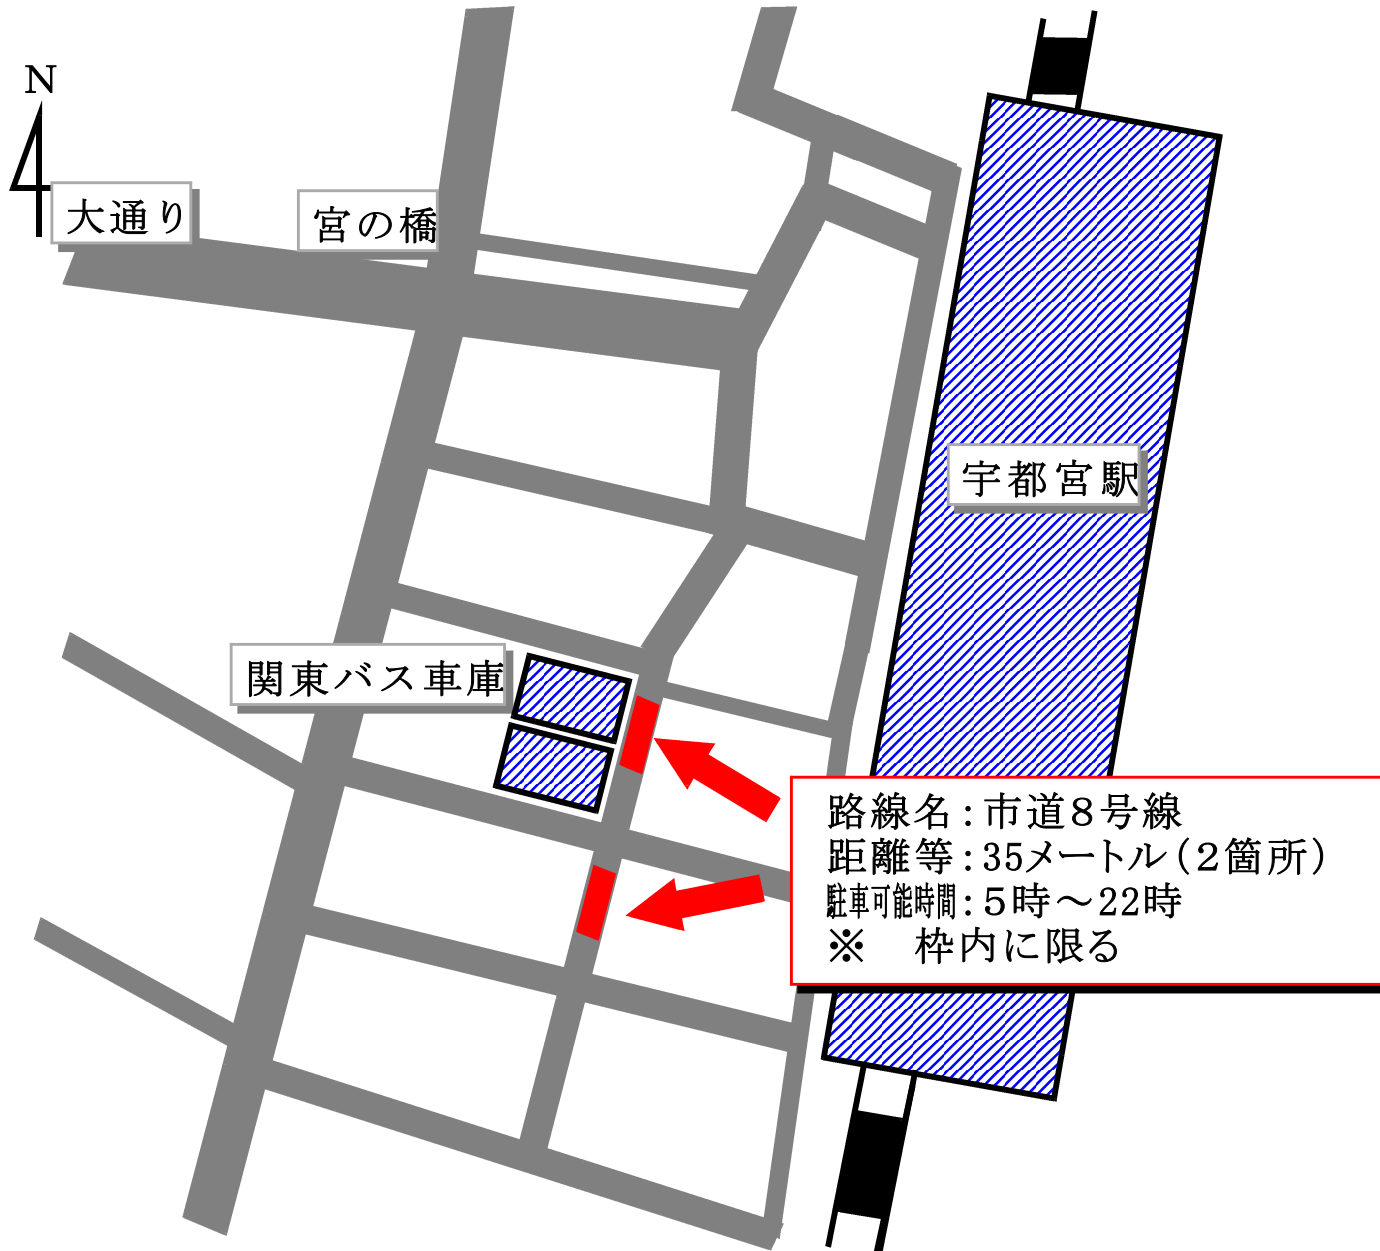 N
大通り
宮の橋
宇都宮駅
関東バス車庫
路線名：市道８号線
距離等：35メートル（２箇所）
駐車可能時間：５時～22時
※　枠内に限る